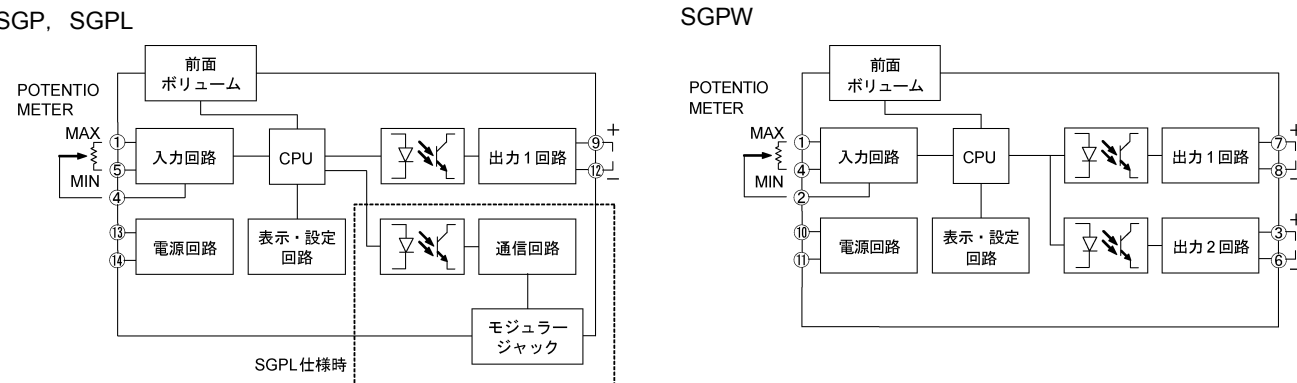 SGP, SGPL
前面
ボリューム
POTENTIO
METER
MAX
MIN
①
⑤
④
入力回路
CPU
出力1回路
⑨
⑫
+
−
⑬
⑭
電源回路
表示・設定
回路
通信回路
モジュラー
ジャック
SGPL仕様時
SGPW
前面
ボリューム
POTENTIO
METER
MAX
MIN
①
④
②
入力回路
CPU
出力1回路
⑦
⑧
+
−
⑩
⑪
電源回路
表示・設定
回路
出力2回路
③
⑥
+
−